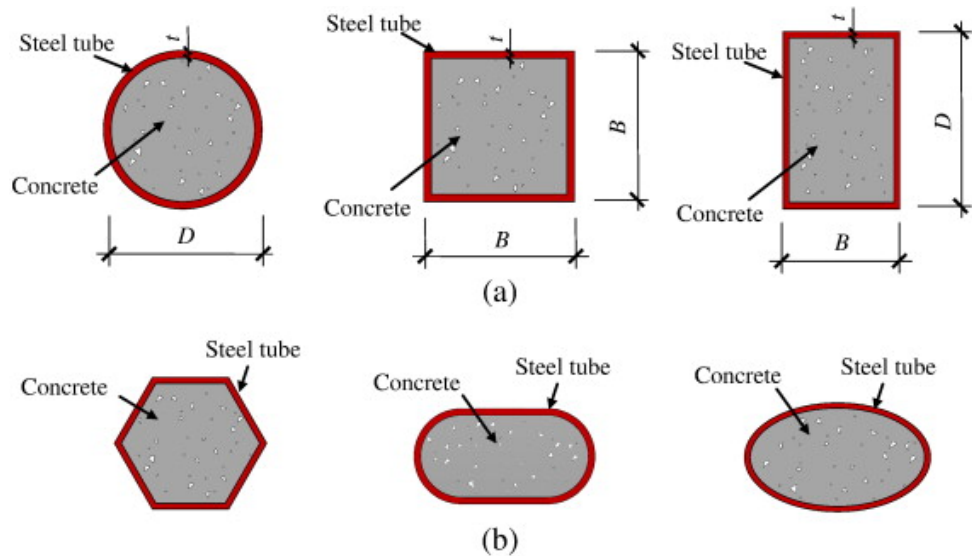 Steel tube
t
Concrete
D
Steel tube
t
Concrete
B
B
Steel tube
t
Concrete
D
B
(a)
Concrete
Steel tube
Concrete
Steel tube
Concrete
Steel tube
(b)